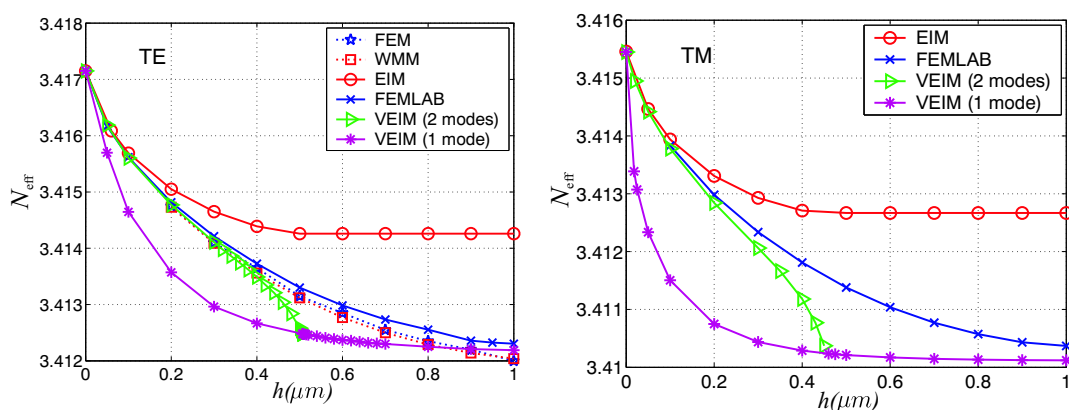 3.418
3.417
3.416
3.415
3.414
3.413
3.412
N_eff
0
0.2
0.4
0.6
0.8
1
h(μm)
TE
FEM
WMM
EIM
FEMLAB
VEIM (2 modes)
VEIM (1 mode)
3.416
3.415
3.414
3.413
3.412
3.411
3.41
N_eff
0
0.2
0.4
0.6
0.8
1
h(μm)
TM
EIM
FEMLAB
VEIM (2 modes)
VEIM (1 mode)